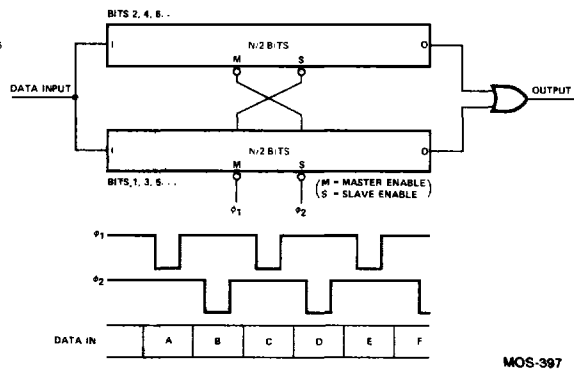 BITS 2, 4, 6. .
I
N/2 BITS
O
M
S
DATA INPUT
OUTPUT
I
N/2 BITS
O
M
S
BITS, 1, 3, 5. . .
(M = MASTER ENABLE)
(S = SLAVE ENABLE)
ϕ1
ϕ2
ϕ1
ϕ2
DATA IN
A
B
C
D
E
F
MOS-397